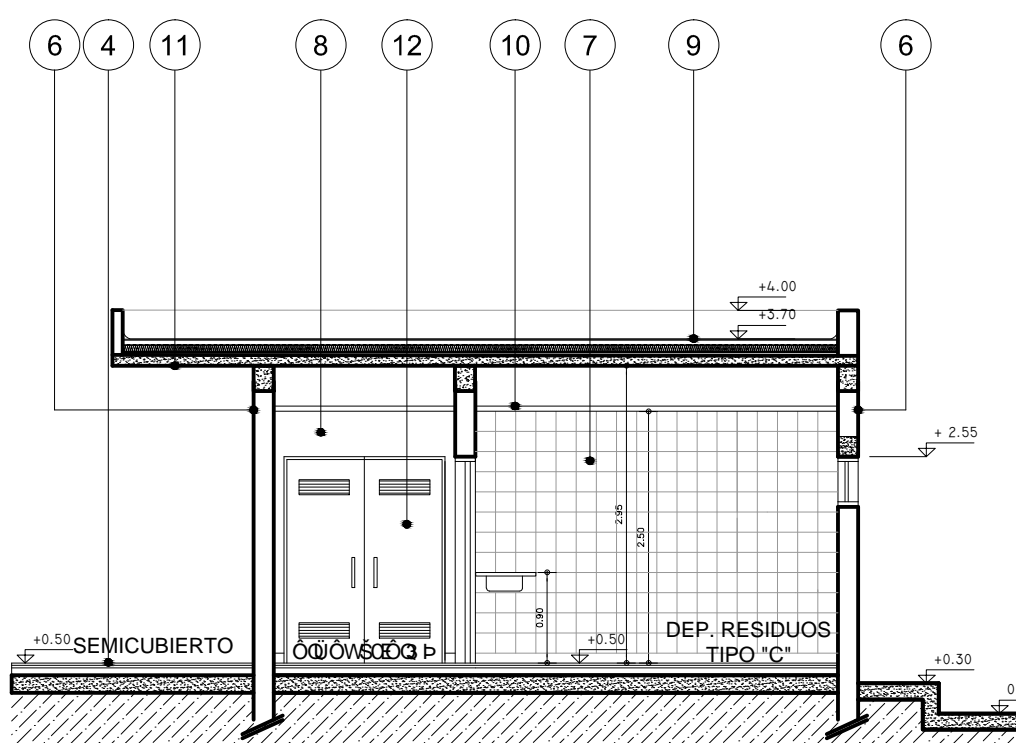 6 4 11 8 12 10 7 9 6
+4.00
+3.70
+ 2.55
2.95
2.50
0.90
+0.50 SEMICUBIERTO
+0.50
DEP. RESIDUOS
TIPO "C"
+0.30
0